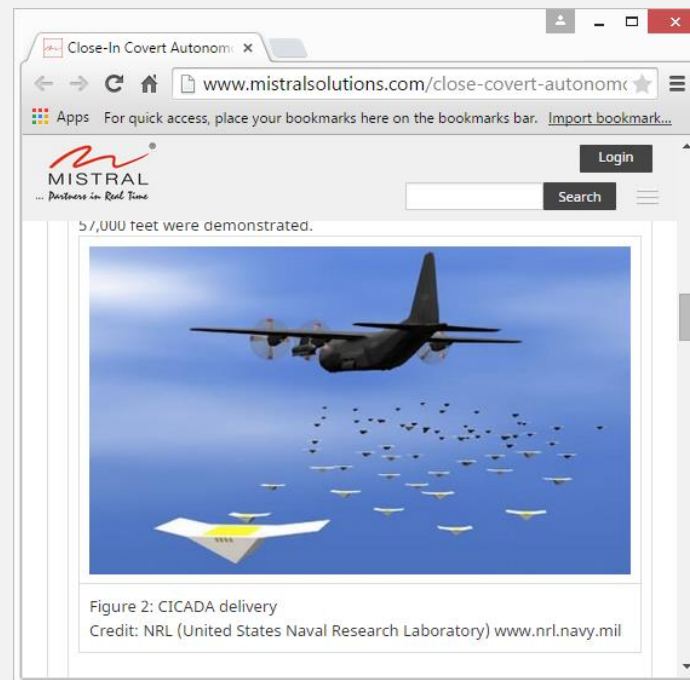 Close-In Covert Autonom
www.mistralsolutions.com/close-covert-autonomo
Apps For quick access, place your bookmarks here on the bookmarks bar. Import bookmark...
MISTRAL
... Partners in Real Time
Login
Search
57,000 feet were demonstrated.
Figure 2: CICADA delivery
Credit: NRL (United States Naval Research Laboratory) www.nrl.navy.mil